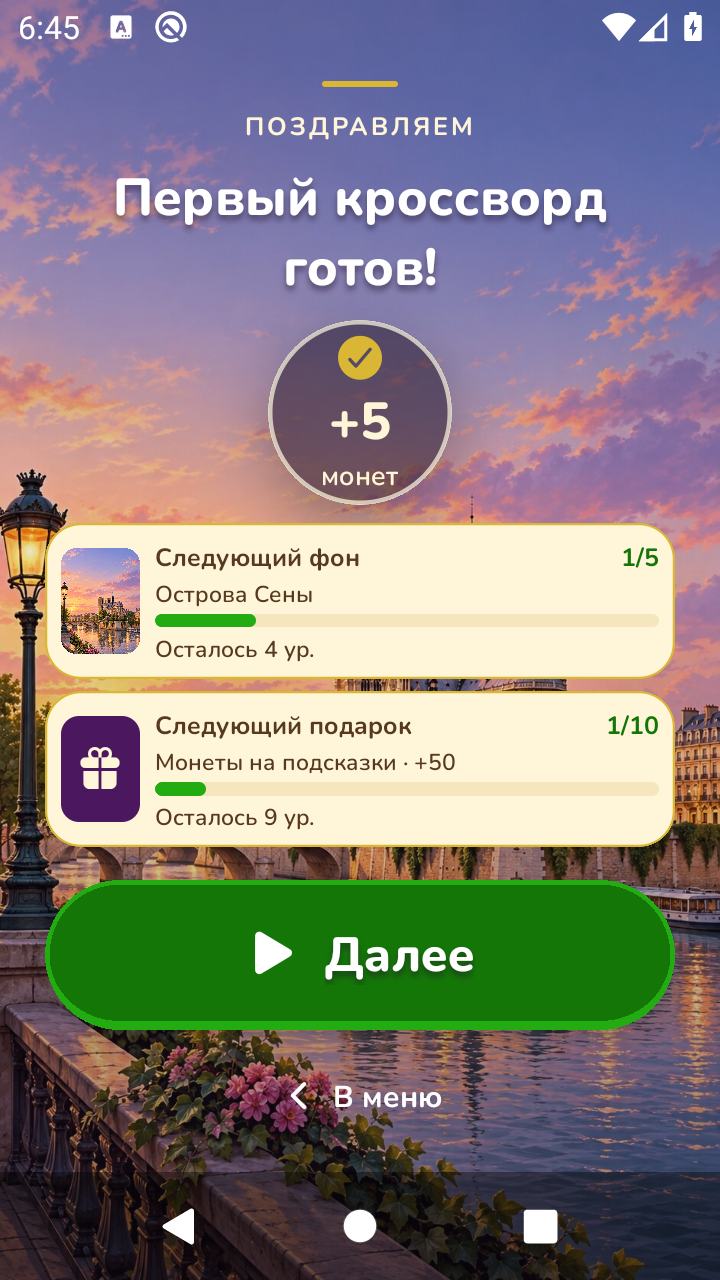 6:45
ПОЗДРАВЛЯЕМ
Первый кроссворд
готов!
+5
монет
Следующий фон 1/5
Острова Сены
Осталось 4 ур.
Следующий подарок 1/10
Монеты на подсказки · +50
Осталось 9 ур.
Далее
В меню